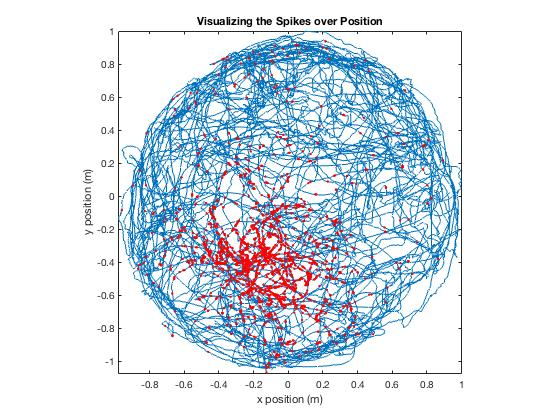 Visualizing the Spikes over Position
1
0.8
0.6
0.4
0.2
0
-0.2
-0.4
-0.6
-0.8
-1
y position (m)
-0.8 -0.6 -0.4 -0.2 0 0.2 0.4 0.6 0.8 1
x position (m)